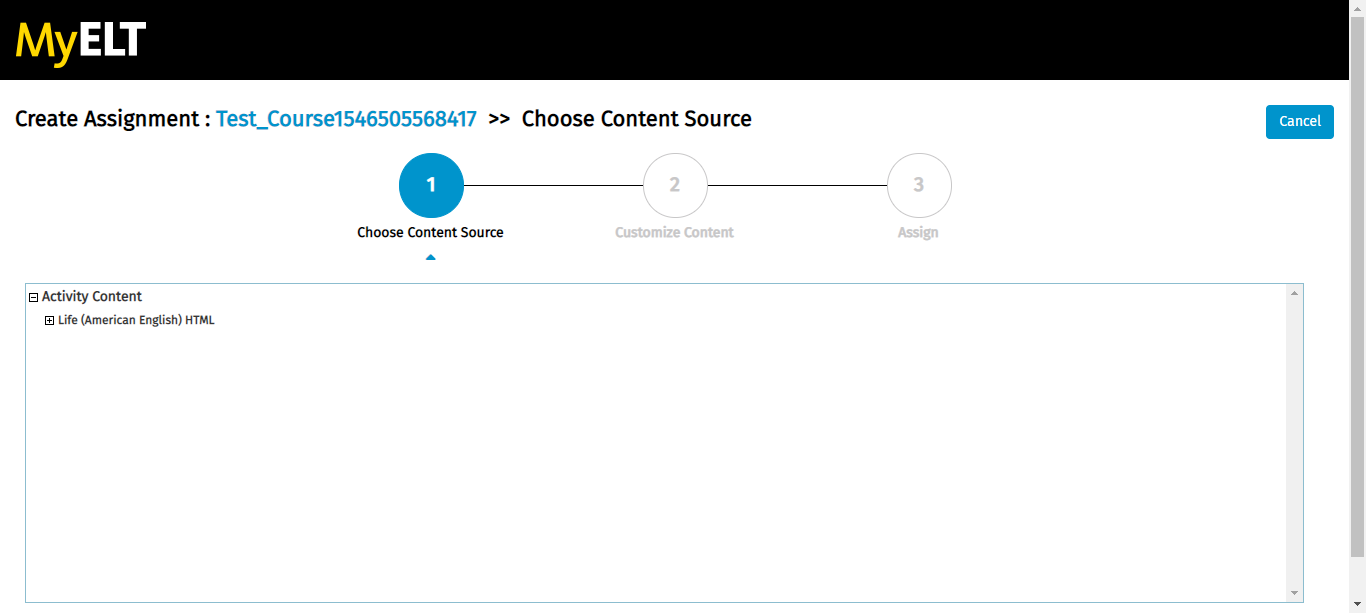 MyELT
Create Assignment : Test_Course1546505568417 >> Choose Content Source
Cancel
1
2
3
Choose Content Source
Customize Content
Assign
Activity Content
Life (American English) HTML